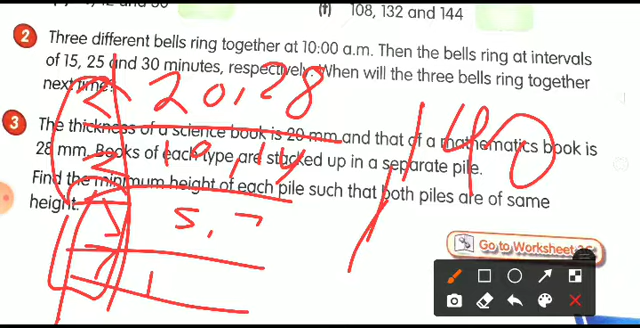 (f) 108, 132 and 144
2 Three different bells ring together at 10:00 a.m. Then the bells ring at intervals
of 15, 25 and 30 minutes, respectively. When will the three bells ring together
next time?
3 The thickness of a science book is 20 mm and that of a mathematics book is
28 mm. Books of each type are stacked up in a separate pile.
Find the minimum height of each pile such that both piles are of same
height.
Go to Worksheet
2 20, 28
2 10, 14
5, 7
1
140